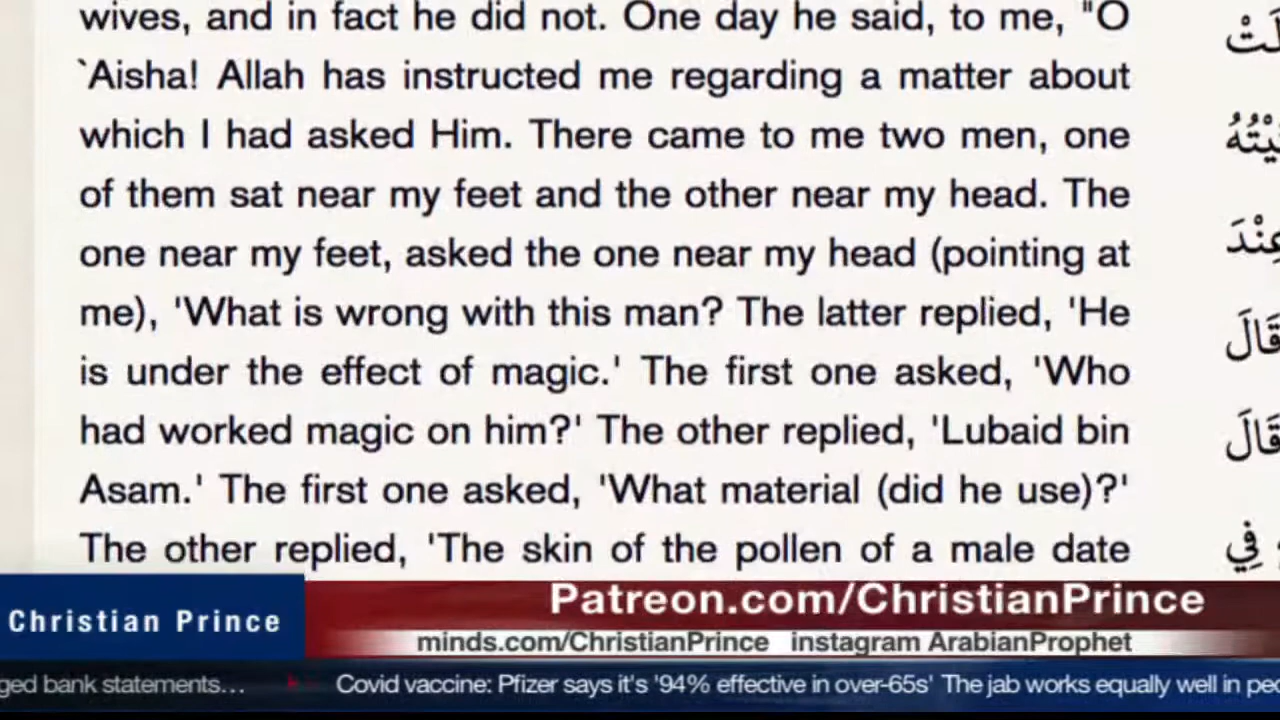 wives, and in fact he did not. One day he said, to me, "O
`Aisha! Allah has instructed me regarding a matter about
which I had asked Him. There came to me two men, one
of them sat near my feet and the other near my head. The
one near my feet, asked the one near my head (pointing at
me), 'What is wrong with this man? The latter replied, 'He
is under the effect of magic.' The first one asked, 'Who
had worked magic on him?' The other replied, 'Lubaid bin
Asam.' The first one asked, 'What material (did he use)?'
The other replied, 'The skin of the pollen of a male date
قَالَ
قَالَ
فِي
Patreon.com/ChristianPrince
Christian Prince
minds.com/ChristianPrince instagram ArabianProphet
ged bank statements... Covid vaccine: Pfizer says it's '94% effective in over-65s' The jab works equally well in peo